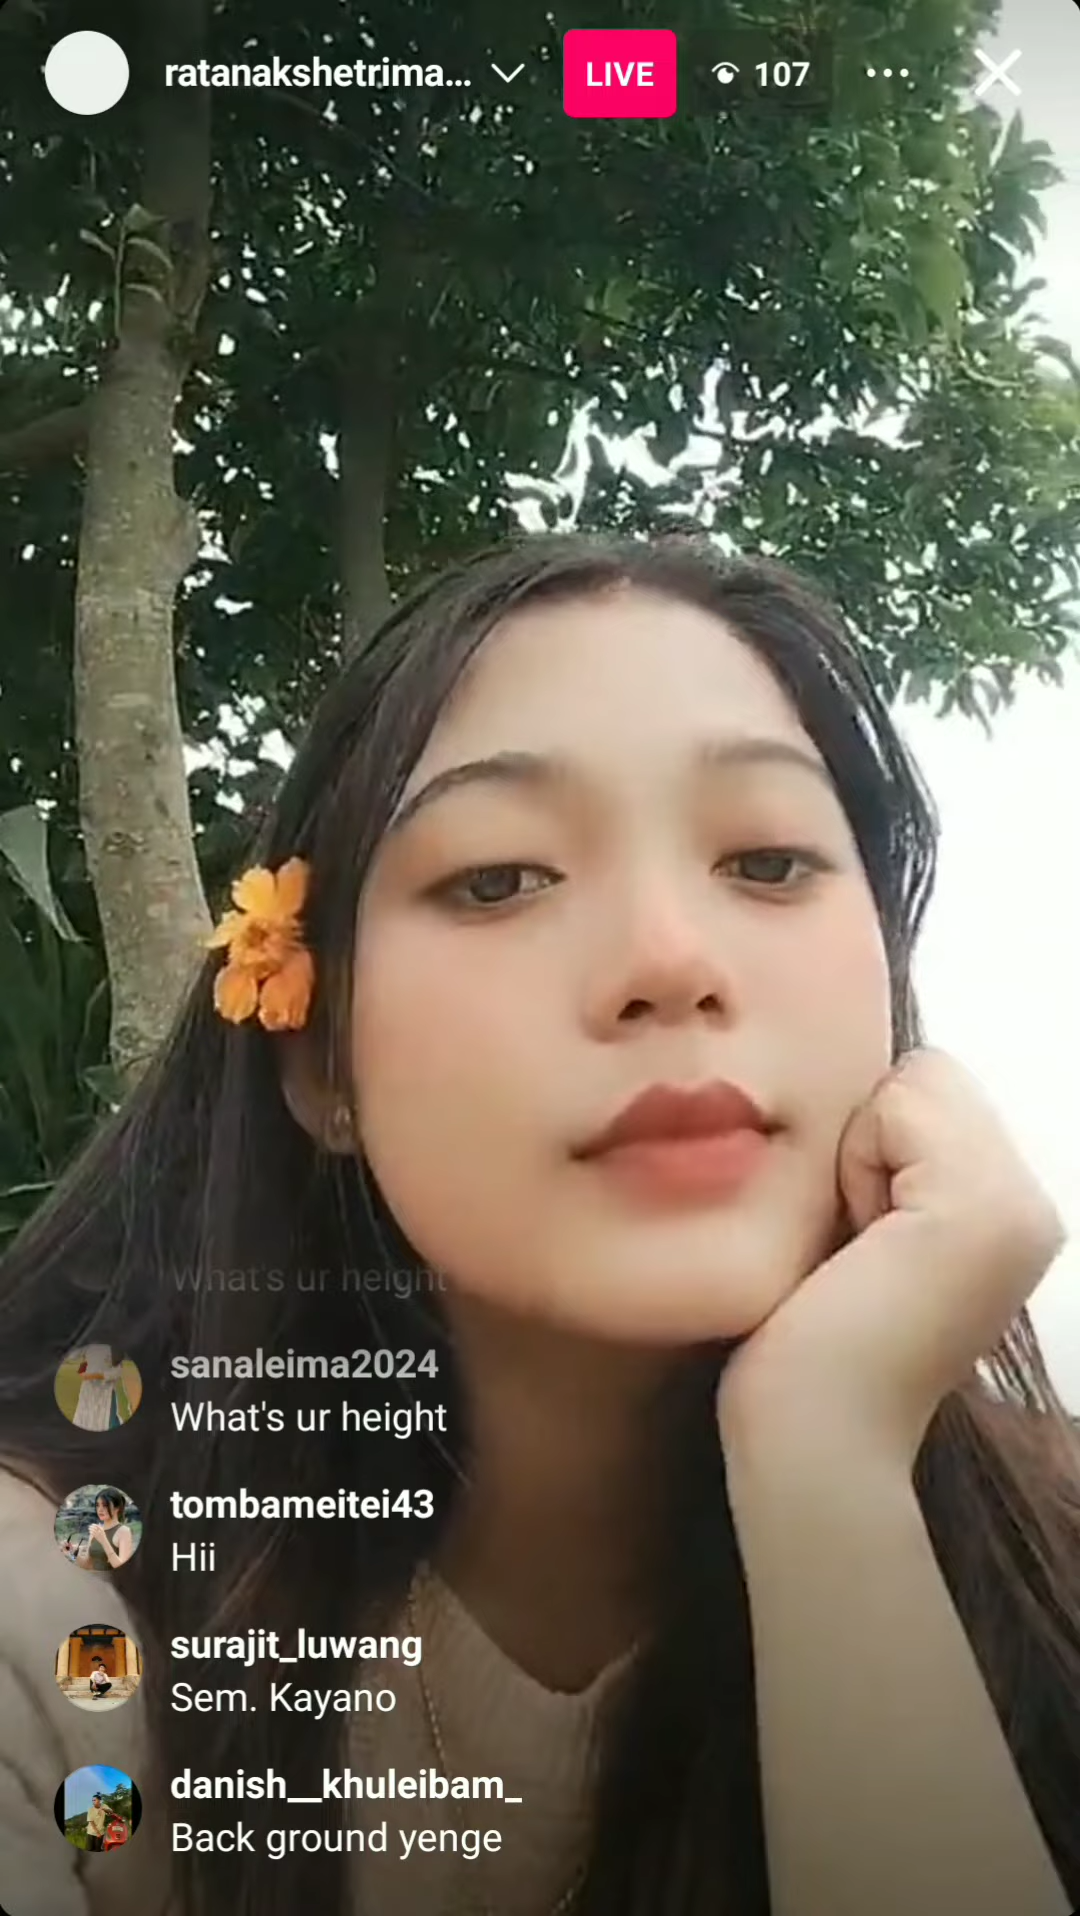 ratanakshetrima...
LIVE
107
What's ur height
sanaleima2024
What's ur height
tombameitei43
Hii
surajit_luwang
Sem. Kayano
danish__khuleibam_
Back ground yenge